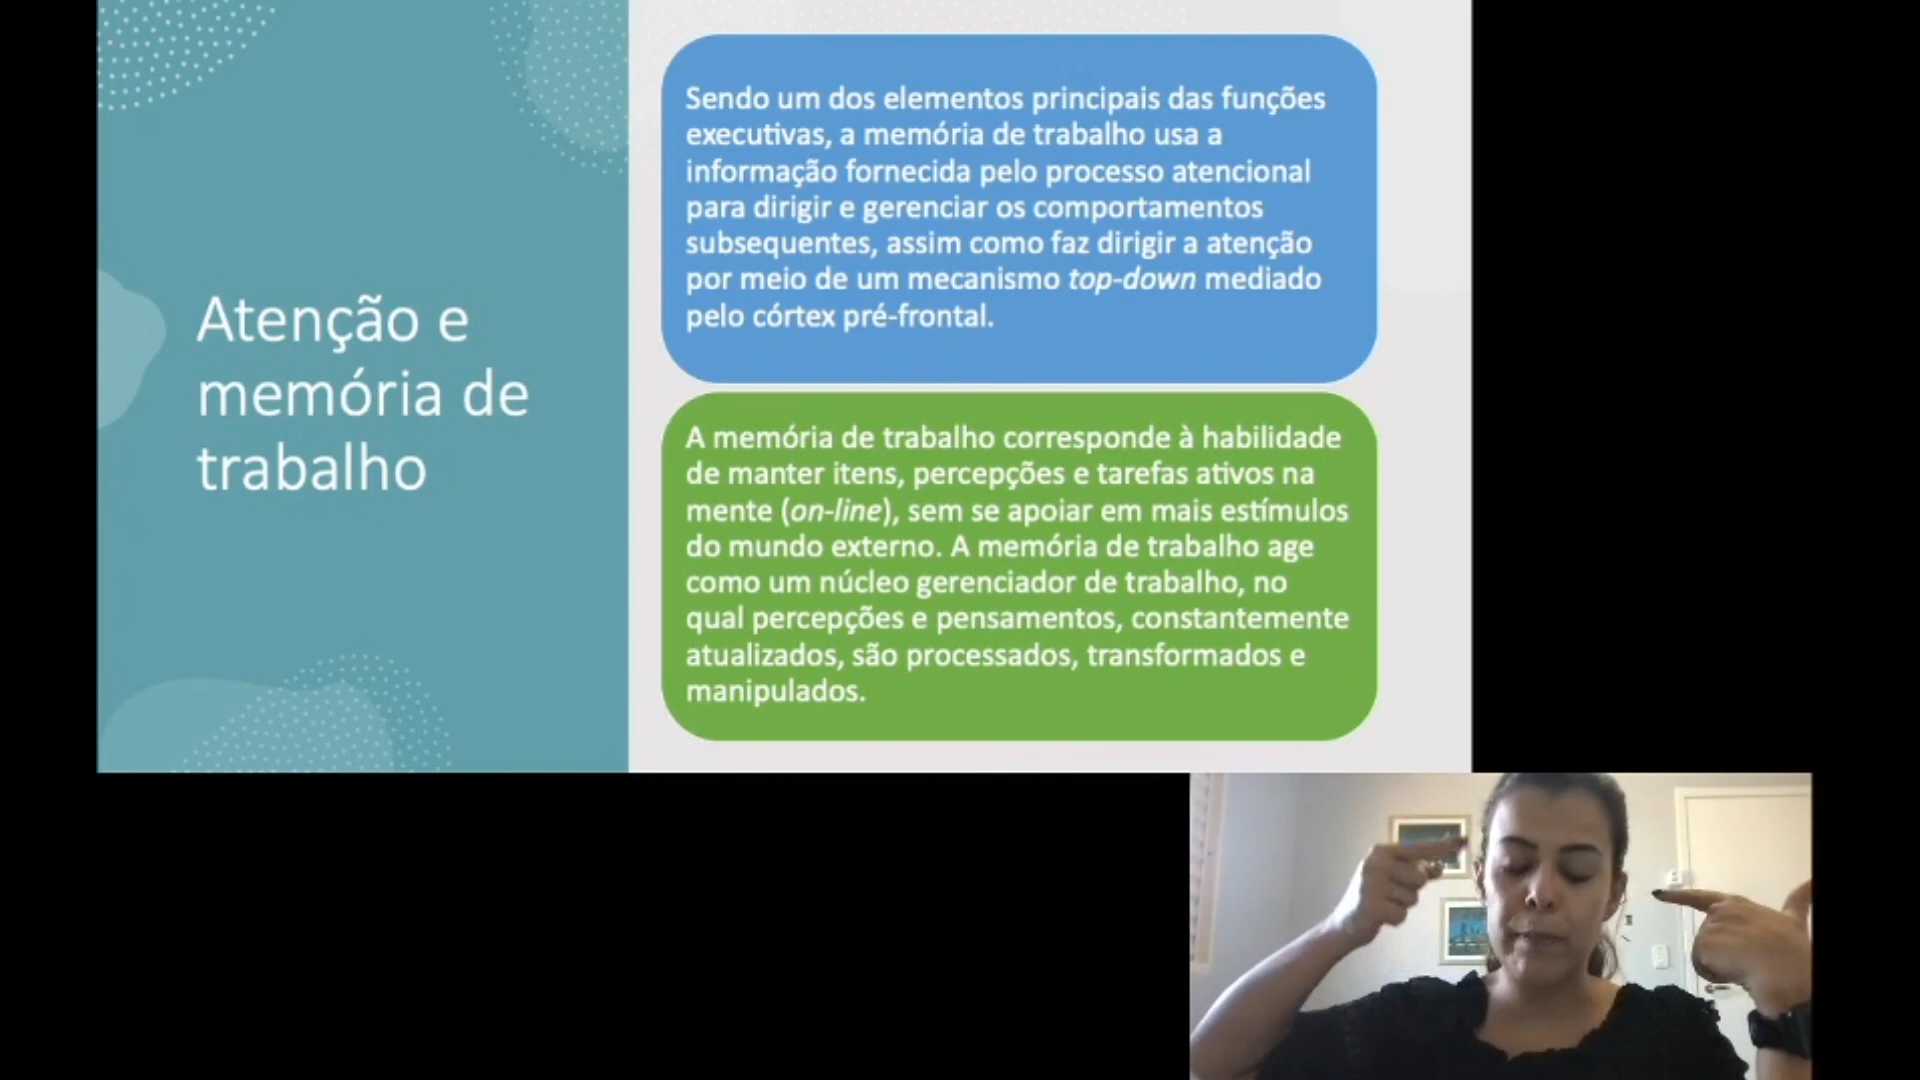 Atenção e
memória de
trabalho
Sendo um dos elementos principais das funções
executivas, a memória de trabalho usa a
informação fornecida pelo processo atencional
para dirigir e gerenciar os comportamentos
subsequentes, assim como faz dirigir a atenção
por meio de um mecanismo top-down mediado
pelo córtex pré-frontal.
A memória de trabalho corresponde à habilidade
de manter itens, percepções e tarefas ativos na
mente (on-line), sem se apoiar em mais estímulos
do mundo externo. A memória de trabalho age
como um núcleo gerenciador de trabalho, no
qual percepções e pensamentos, constantemente
atualizados, são processados, transformados e
manipulados.